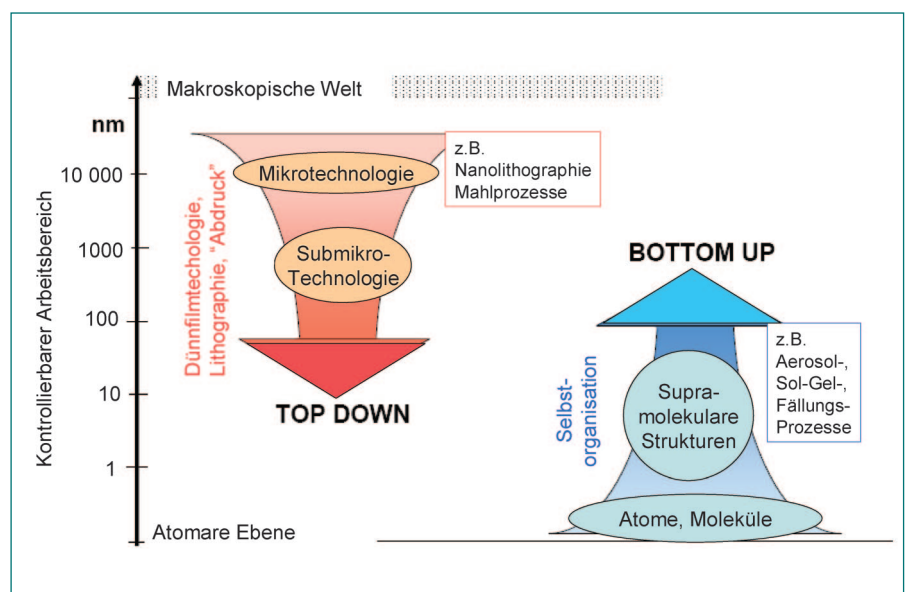 Makroskopische Welt
nm
10 000
1000
100
10
1
Kontrollierbarer Arbeitsbereich
Atomare Ebene
Dünnfilmtechologie,
Lithographie, "Abdruck"
Mikrotechnologie
Submikro-
Technologie
TOP DOWN
z.B.
Nanolithographie
Mahlprozesse
BOTTOM UP
Selbst-
organisation
Supra-
molekulare
Strukturen
Atome, Moleküle
z.B.
Aerosol-,
Sol-Gel-,
Fällungs-
Prozesse